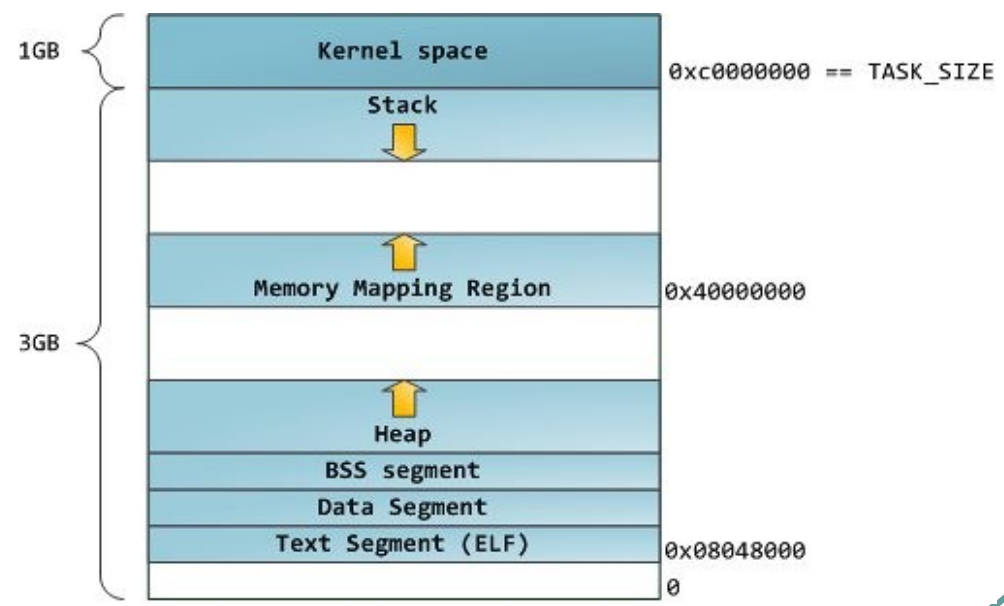 1GB
Kernel space
0xc0000000 == TASK_SIZE
Stack
Memory Mapping Region
0x40000000
3GB
Heap
BSS segment
Data Segment
Text Segment (ELF)
0x08048000
0